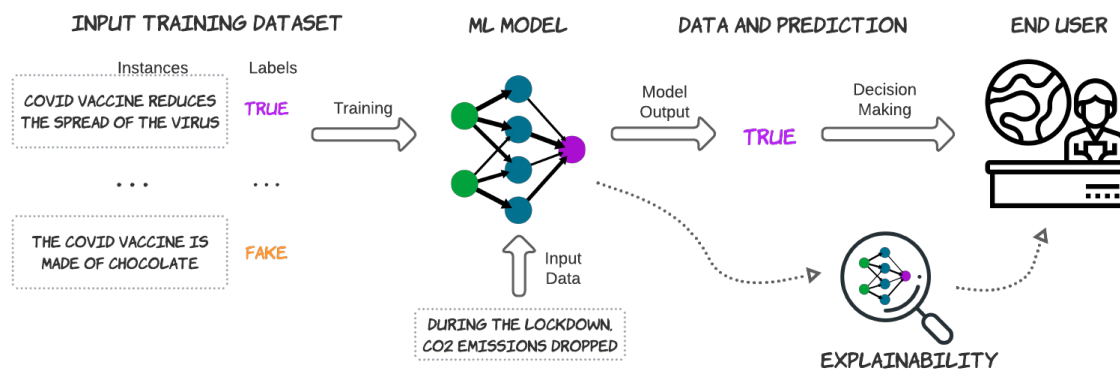 INPUT TRAINING DATASET
ML MODEL
DATA AND PREDICTION
END USER
Instances
Labels
COVID VACCINE REDUCES
THE SPREAD OF THE VIRUS
TRUE
Training
Model
Output
TRUE
Decision
Making
...
...
THE COVID VACCINE IS
MADE OF CHOCOLATE
FAKE
Input
Data
DURING THE LOCKDOWN,
CO2 EMISSIONS DROPPED
EXPLAINABILITY